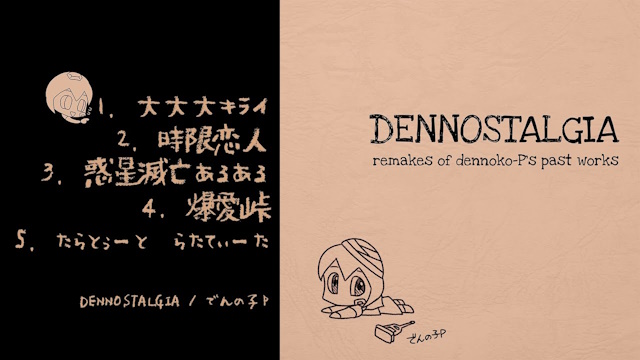 1. 大大大キライ
2. 時限恋人
3. 惑星滅亡あるある
4. 爆愛峠
5. たらとぅーと らたてぃーた
DENNOSTALGIA / でんの子P
DENNOSTALGIA
remakes of dennoko-P's past works
でんの子P